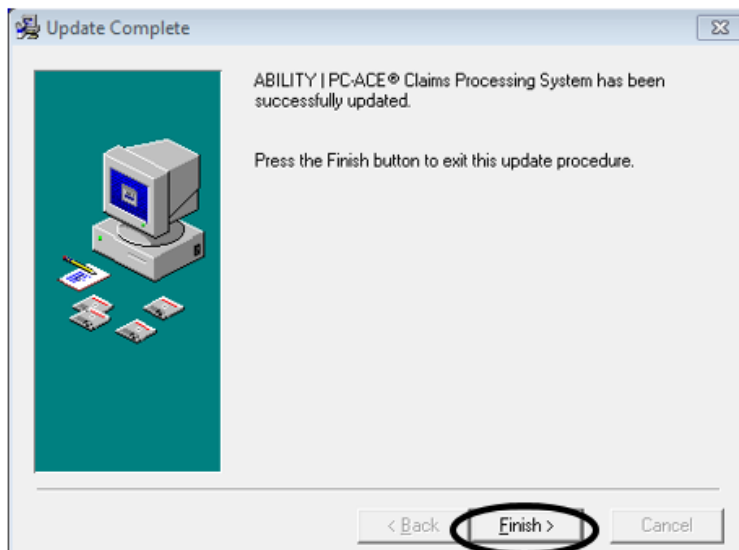 Update Complete
ABILITY | PC-ACE® Claims Processing System has been
successfully updated.
Press the Finish button to exit this update procedure.
< Back
Finish >
Cancel